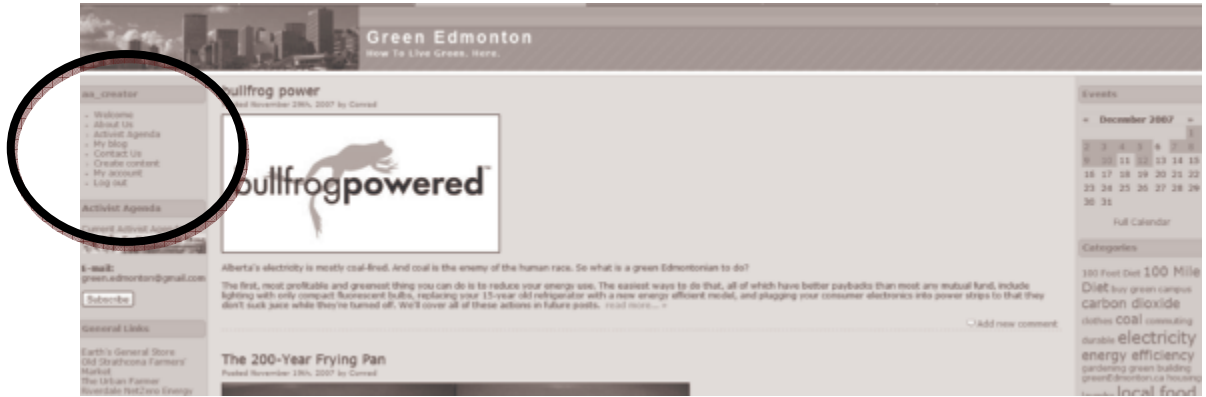 Green Edmonton
How To Live Green. Here.
aa_creator
Welcome
About Us
Activist Agenda
My blog
Contact Us
Create content
My account
Log out
Activist Agenda
Current Activist Agenda
E-mail:
green.edmonton@gmail.com
Subscribe
General Links
Earth's General Store
Old Strathcona Farmers'
Market
The Urban Farmer
Riverdale NetZero Energy
bullfrog power
Posted November 29th, 2007 by Conrad
bullfrogpowered™
Alberta's electricity is mostly coal-fired. And coal is the enemy of the human race. So what is a green Edmontonian to do?
The first, most profitable and greenest thing you can do is to reduce your energy use. The easiest ways to do that, all of which have better paybacks than most any mutual fund, include
lighting with only compact fluorescent bulbs, replacing your 15-year old refrigerator with a new energy efficient model, and plugging your consumer electronics into power strips to that they
don't suck juice while they're turned off. We'll cover all of these actions in future posts. read more... »
Add new comment
The 200-Year Frying Pan
Posted November 19th, 2007 by Conrad
Events
« December 2007 »
1
2 3 4 5 6 7 8
9 10 11 12 13 14 15
16 17 18 19 20 21 22
23 24 25 26 27 28 29
30 31
Full Calendar
Categories
100 Foot Diet 100 Mile
Diet buy green campus
carbon dioxide
clothes coal commuting
durable electricity
energy efficiency
gardening green building
greenEdmonton.ca housing
laundry local food